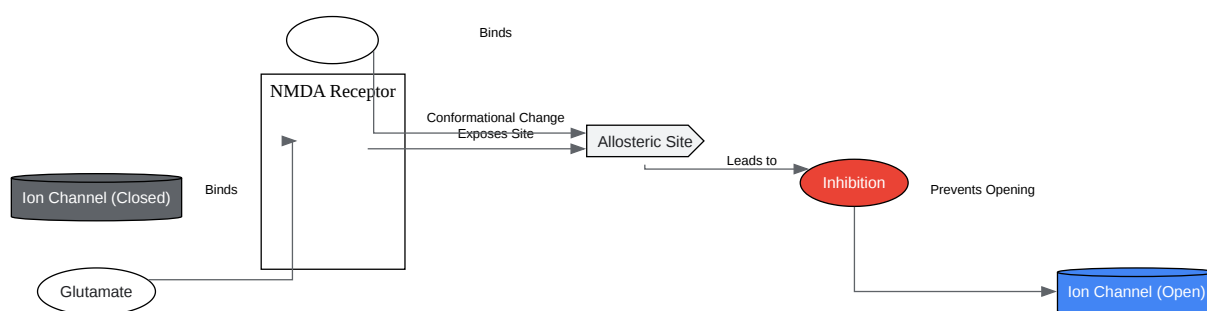 Binds
NMDA Receptor
Conformational Change
Exposes Site
Allosteric Site
Leads to
Inhibition
Prevents Opening
Ion Channel (Closed)
Binds
Glutamate
Ion Channel (Open)